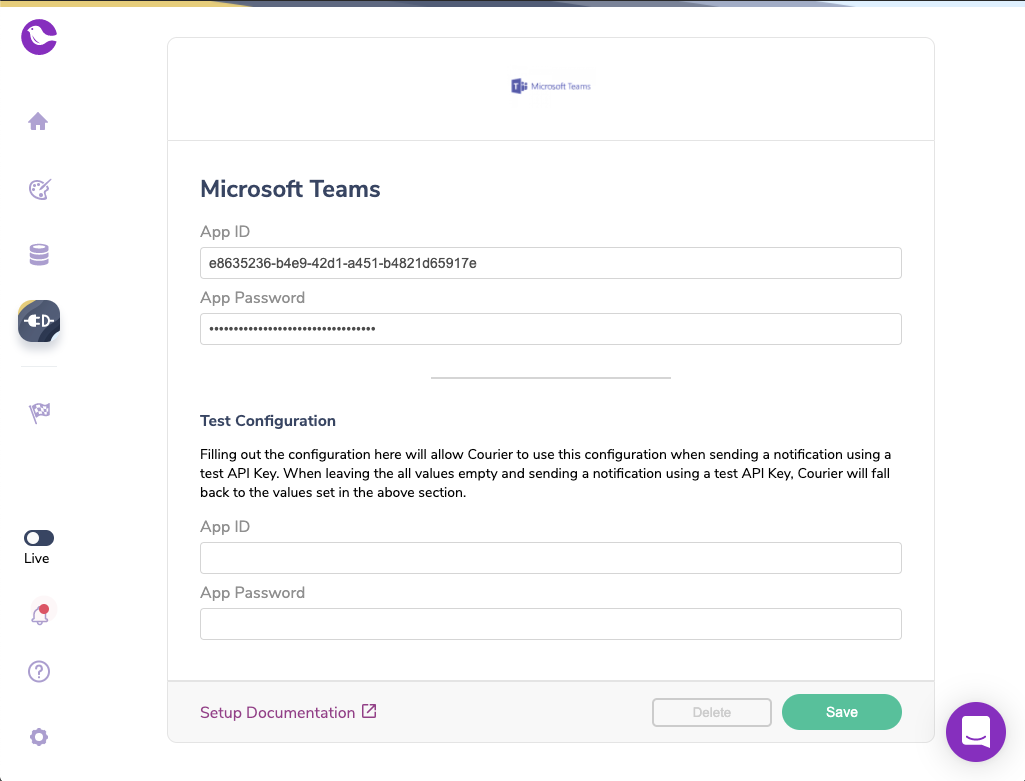 Microsoft Teams
Microsoft Teams
App ID
e8635236-b4e9-42d1-a451-b4821d65917e
App Password
••••••••••••••••••••••••••••••••••
Test Configuration
Filling out the configuration here will allow Courier to use this configuration when sending a notification using a
test API Key. When leaving the all values empty and sending a notification using a test API Key, Courier will fall
back to the values set in the above section.
App ID
App Password
Live
Setup Documentation
Delete
Save